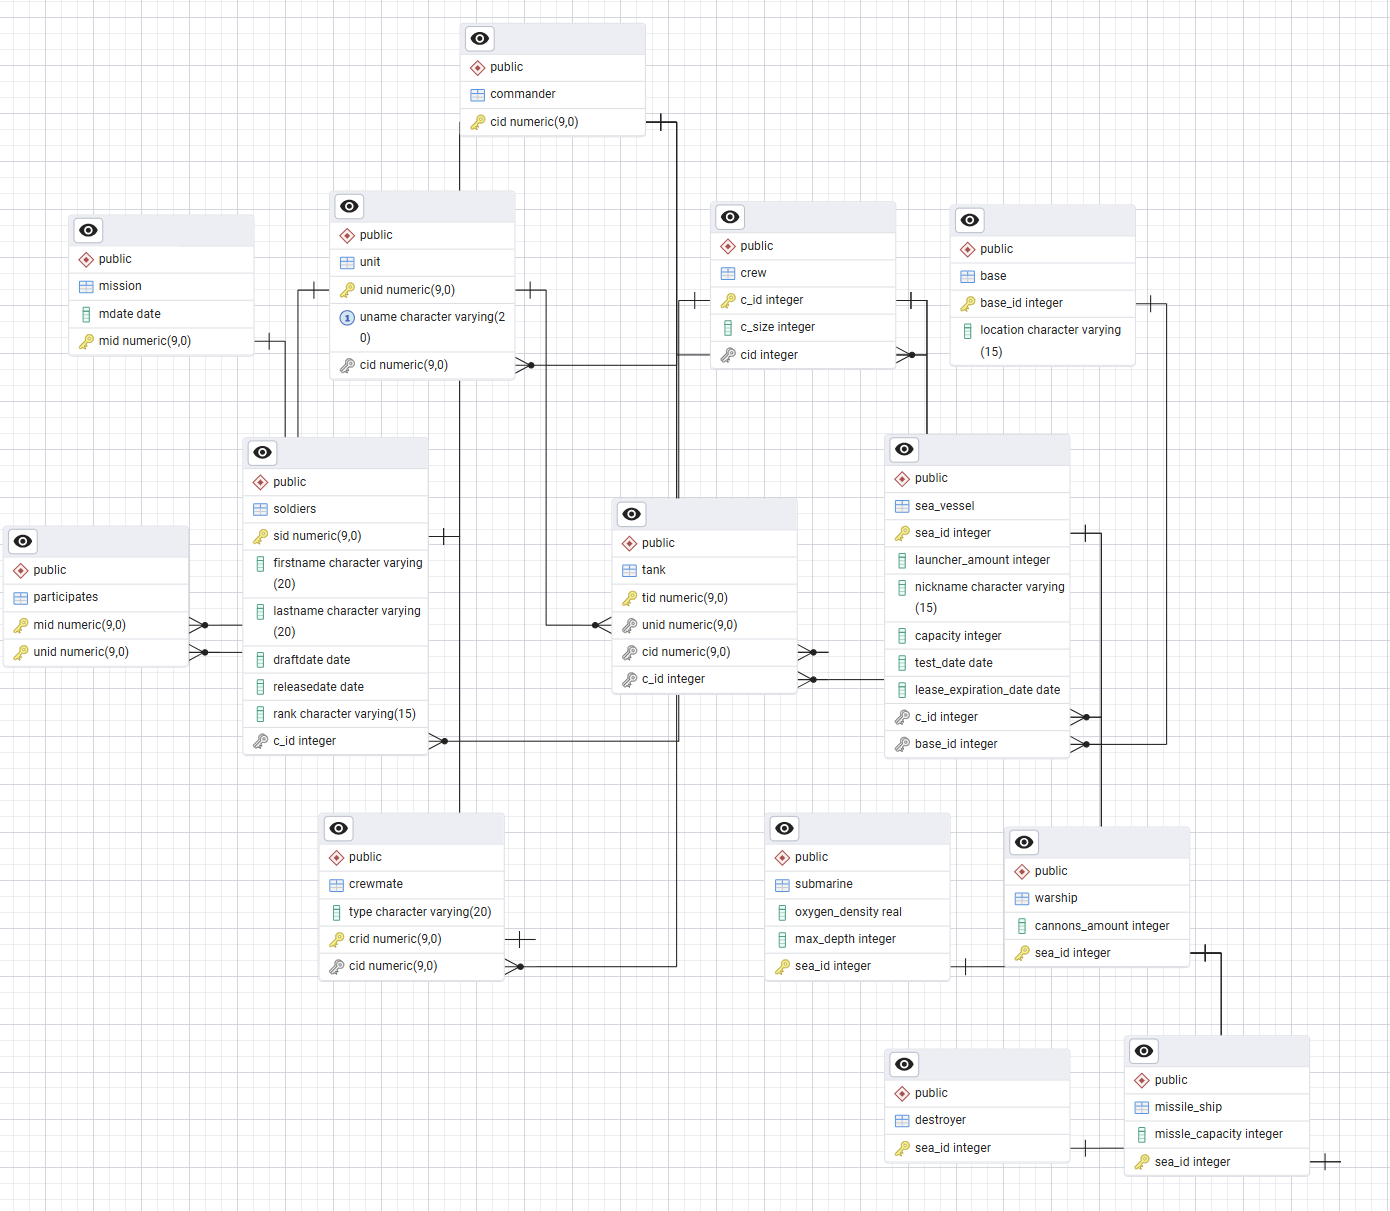 public
commander
cid numeric(9,0)
public
mission
mdate date
mid numeric(9,0)
public
unit
unid numeric(9,0)
1
uname character varying(2
0)
cid numeric(9,0)
public
crew
c_id integer
c_size integer
cid integer
public
base
base_id integer
location character varying
(15)
public
participates
mid numeric(9,0)
unid numeric(9,0)
public
soldiers
sid numeric(9,0)
firstname character varying
(20)
lastname character varying
(20)
draftdate date
releasedate date
rank character varying(15)
c_id integer
public
tank
tid numeric(9,0)
unid numeric(9,0)
cid numeric(9,0)
c_id integer
public
sea_vessel
sea_id integer
launcher_amount integer
nickname character varying
(15)
capacity integer
test_date date
lease_expiration_date date
c_id integer
base_id integer
public
crewmate
type character varying(20)
crid numeric(9,0)
cid numeric(9,0)
public
submarine
oxygen_density real
max_depth integer
sea_id integer
public
warship
cannons_amount integer
sea_id integer
public
destroyer
sea_id integer
public
missile_ship
missle_capacity integer
sea_id integer